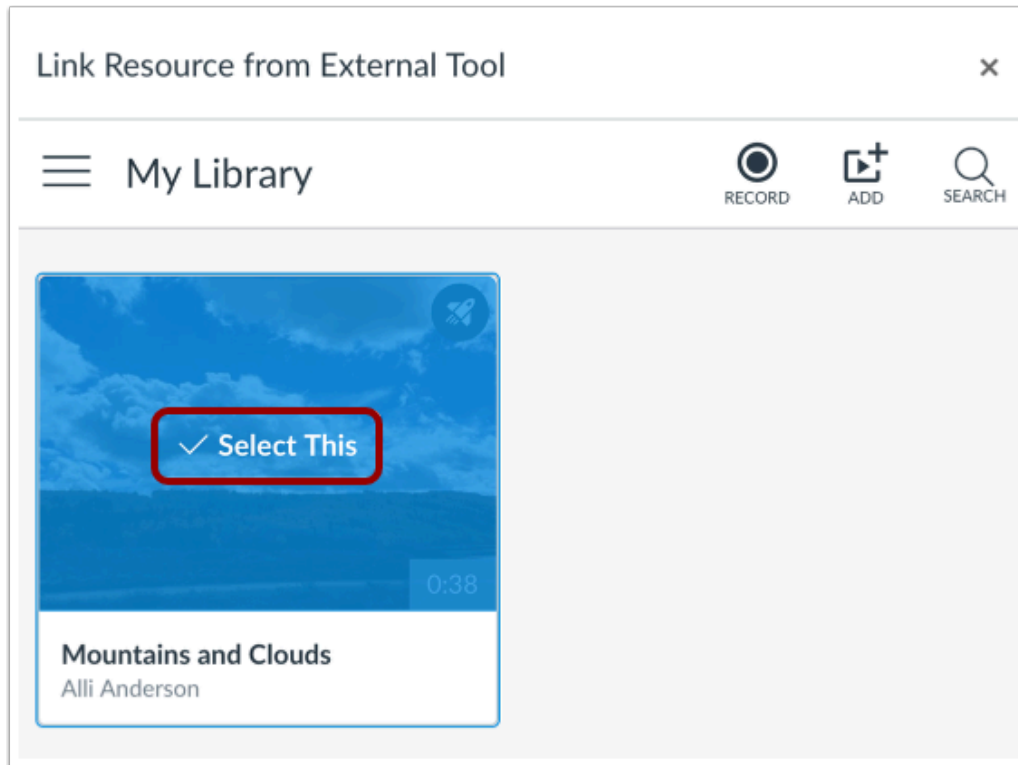 Link Resource from External Tool
My Library
RECORD
ADD
SEARCH
Select This
0:38
Mountains and Clouds
Alli Anderson